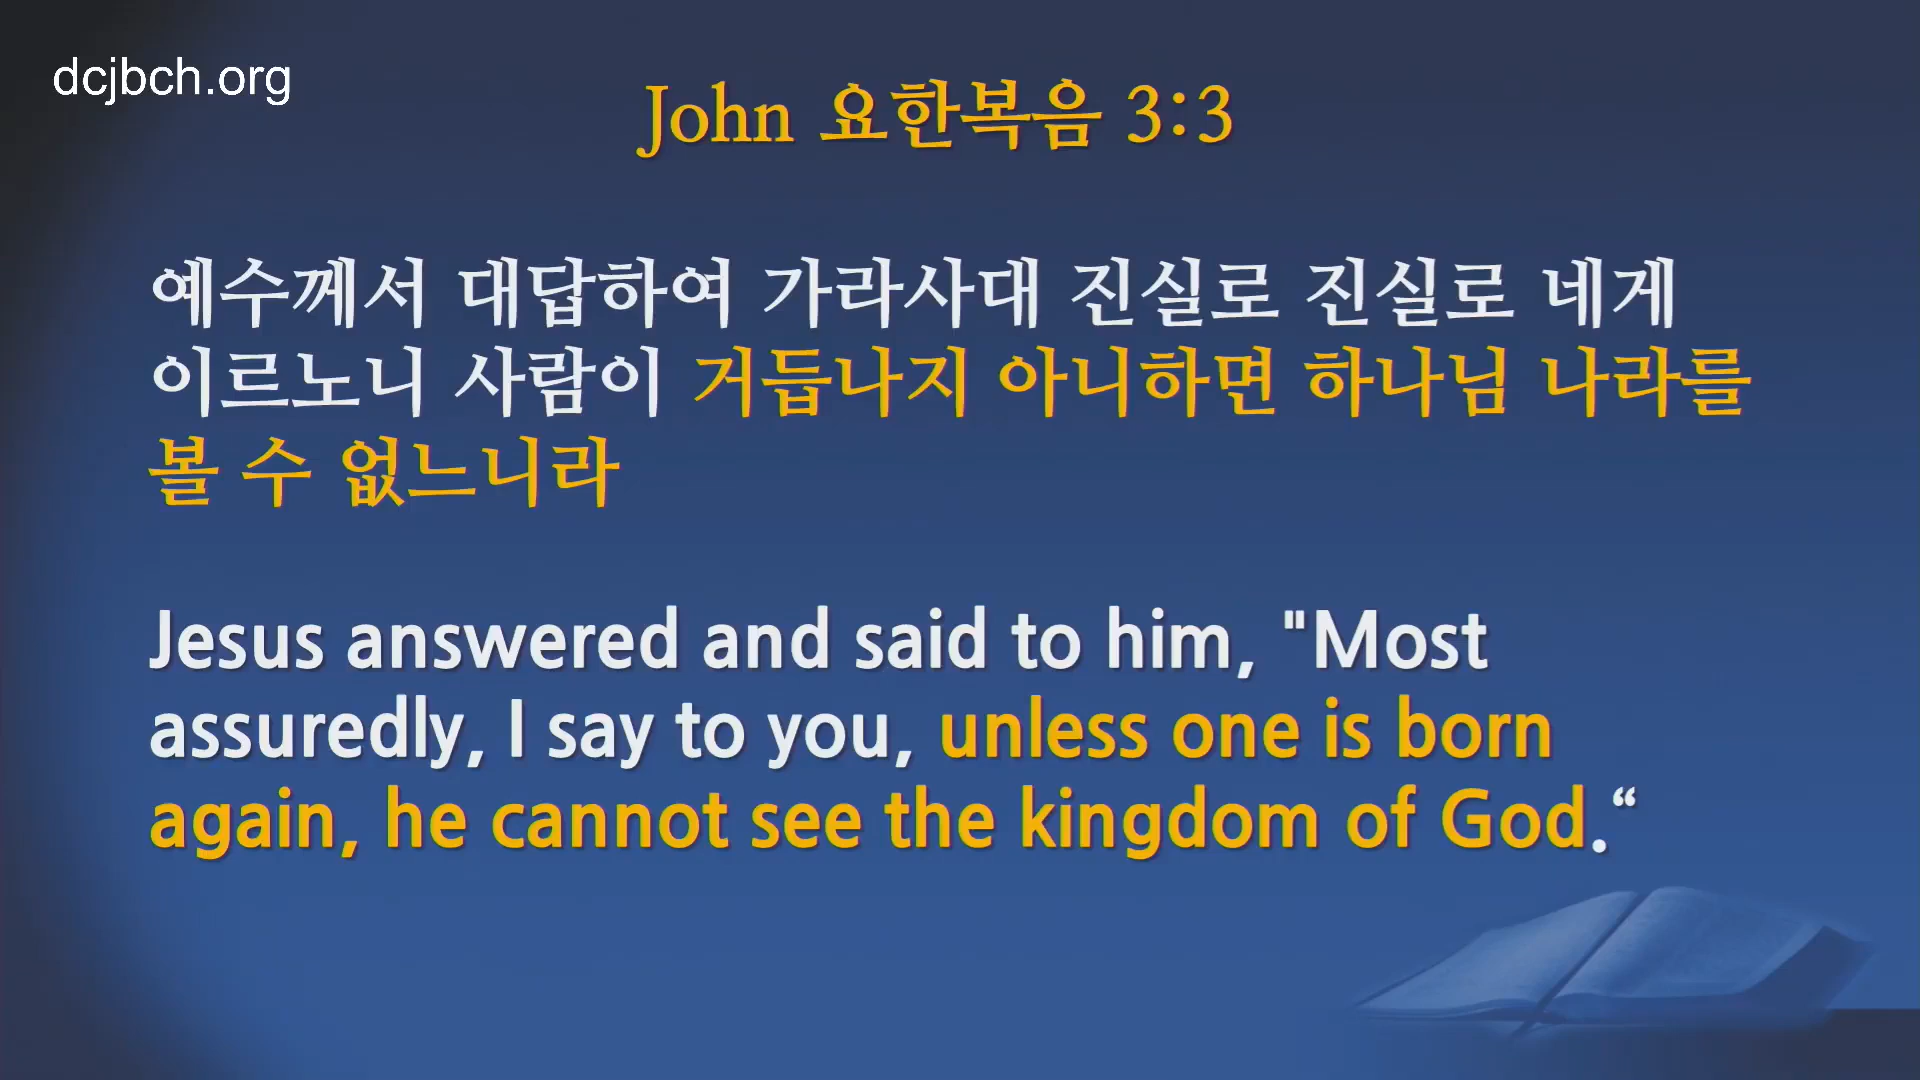 dcjbch.org
John 요한복음 3:3
예수께서 대답하여 가라사대 진실로 진실로 네게
이르노니 사람이 거듭나지 아니하면 하나님 나라를
볼 수 없느니라
Jesus answered and said to him, "Most
assuredly, I say to you, unless one is born
again, he cannot see the kingdom of God.“